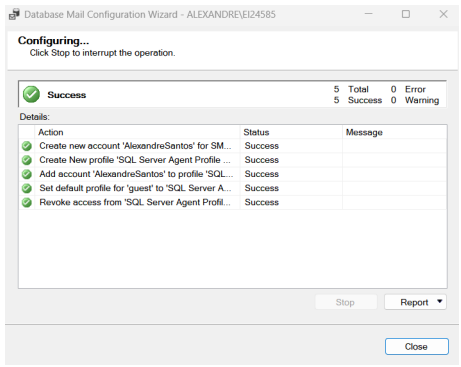 Database Mail Configuration Wizard - ALEXANDRE\EI24585
Configuring...
Click Stop to interrupt the operation.
Success
5 Total 0 Error
5 Success 0 Warning
Details:
Action Status Message
Create new account 'AlexandreSantos' for SM... Success
Create New profile 'SQL Server Agent Profile ... Success
Add account 'AlexandreSantos' to profile 'SQL... Success
Set default profile for 'guest' to 'SQL Server A... Success
Revoke access from 'SQL Server Agent Profil... Success
Stop Report
Close